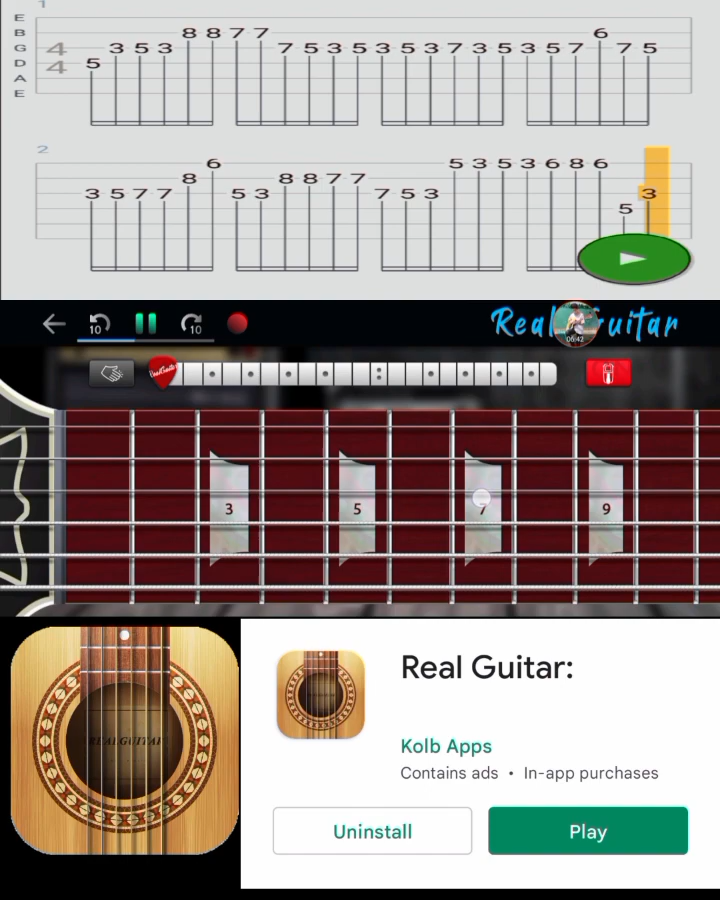 1
E
B 8 8 7 7 6
G 4 3 5 3 7 5 3 5 3 5 3 7 3 5 3 5 7 7 5
D 4 5
A
E
2
6 5 3 5 3 6 8 6
8 8 8 7 7
3 5 7 7 5 3 7 5 3 3
5
10 10
Real Guitar
06:42
3 5 7 9
REAL GUITAR
Real Guitar:
Kolb Apps
Contains ads • In-app purchases
Uninstall Play